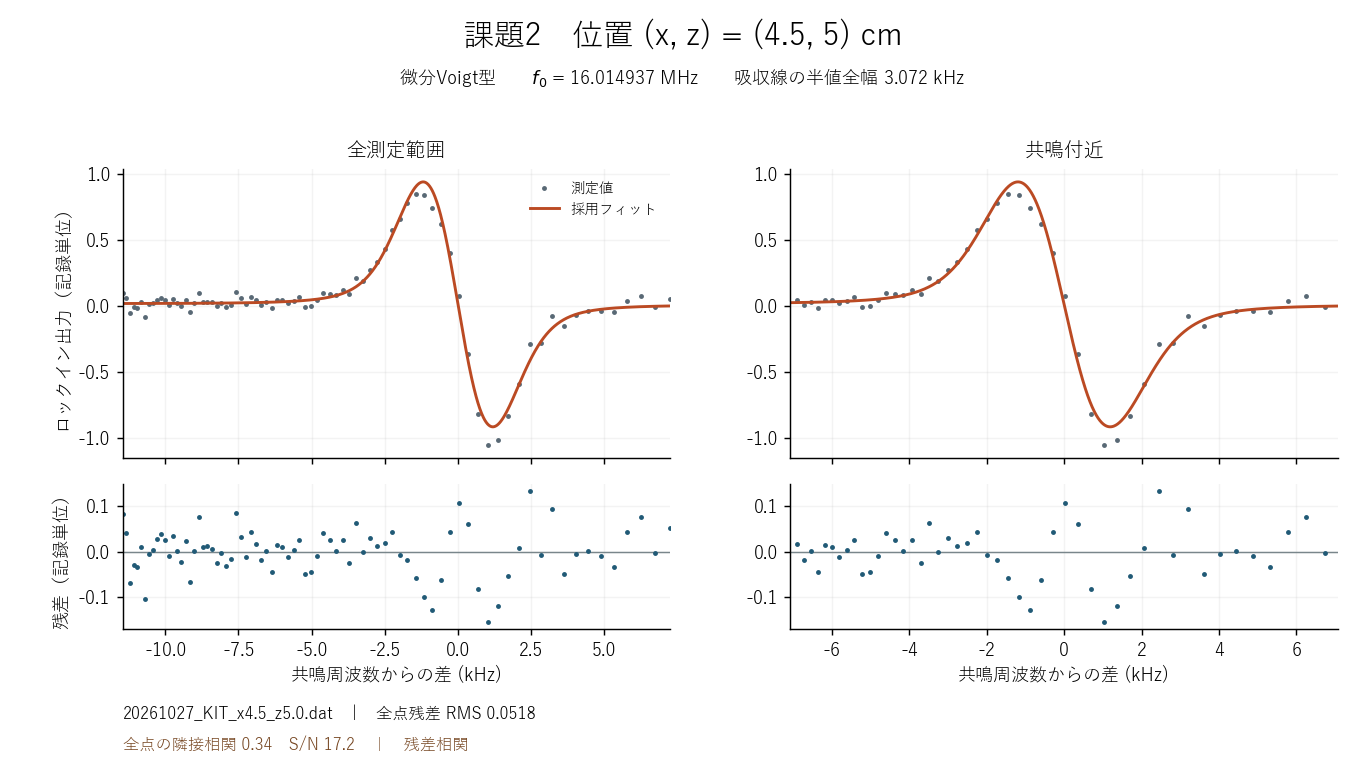 課題2　位置 (x, z) = (4.5, 5) cm
微分Voigt型　　f₀ = 16.014937 MHz　　吸収線の半値全幅 3.072 kHz
全測定範囲
ロックイン出力（記録単位）
1.0
0.5
0.0
-0.5
-1.0
測定値
採用フィット
残差（記録単位）
0.1
0.0
-0.1
-10.0 -7.5 -5.0 -2.5 0.0 2.5 5.0
共鳴周波数からの差 (kHz)
共鳴付近
1.0
0.5
0.0
-0.5
-1.0
0.1
0.0
-0.1
-6 -4 -2 0 2 4 6
共鳴周波数からの差 (kHz)
20261027_KIT_x4.5_z5.0.dat　|　全点残差 RMS 0.0518
全点の隣接相関 0.34　S/N 17.2　|　残差相関